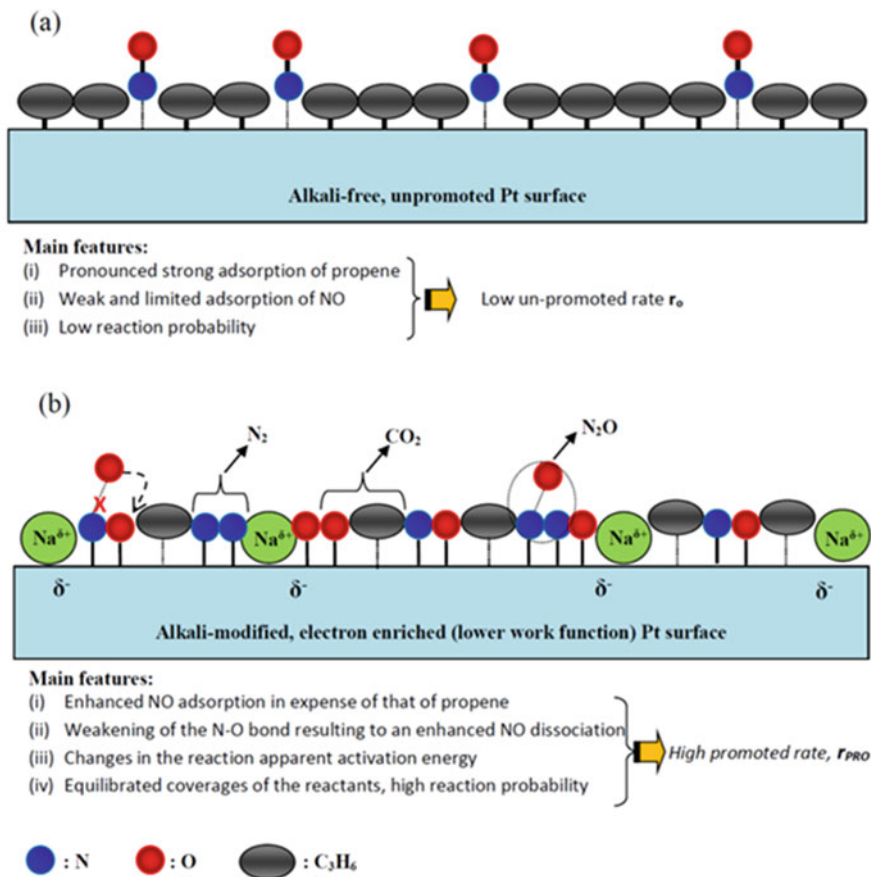 (a)
Alkali-free, unpromoted Pt surface
Main features:
(i) Pronounced strong adsorption of propene
(ii) Weak and limited adsorption of NO
(iii) Low reaction probability
Low un-promoted rate rₒ
(b)
N₂
CO₂
N₂O
X
Naᵟ⁺ Naᵟ⁺ Naᵟ⁺ Naᵟ⁺
δ⁻ δ⁻ δ⁻ δ⁻
Alkali-modified, electron enriched (lower work function) Pt surface
Main features:
(i) Enhanced NO adsorption in expense of that of propene
(ii) Weakening of the N-O bond resulting to an enhanced NO dissociation
(iii) Changes in the reaction apparent activation energy
(iv) Equilibrated coverages of the reactants, high reaction probability
High promoted rate, rPRO
: N : O : C₃H₆